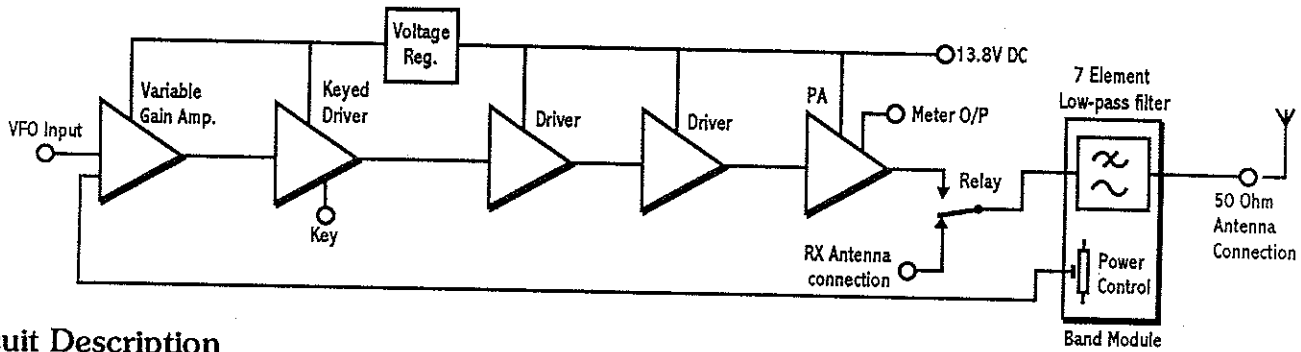 Voltage
Reg.
13.8V DC
Variable
Gain Amp.
Keyed
Driver
Driver
Driver
PA
Meter O/P
7 Element
Low-pass filter
VFO Input
Key
Relay
RX Antenna
connection
50 Ohm
Antenna
Connection
Power
Control
Band Module
cuit Description